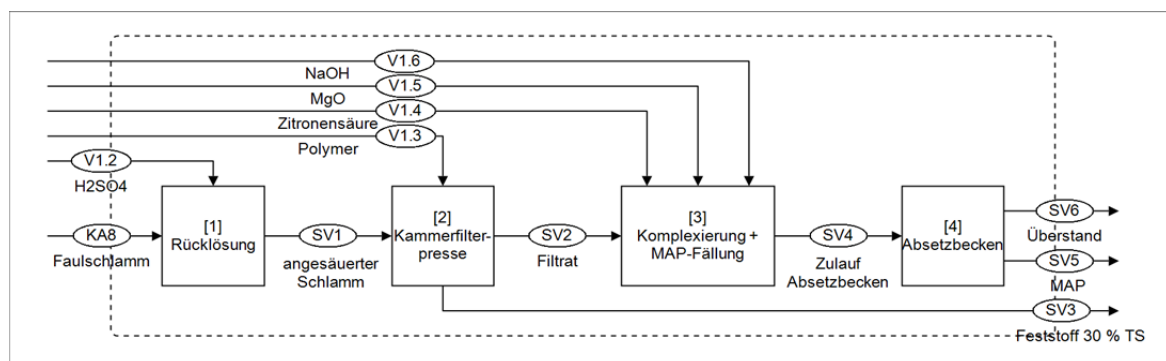 V1.6
NaOH
V1.5
MgO
V1.4
Zitronensäure
V1.3
Polymer
V1.2
H2SO4
KA8
Faulschlamm
[1]
Rücklösung
SV1
angesäuerter
Schlamm
[2]
Kammerfilter-
presse
SV2
Filtrat
[3]
Komplexierung +
MAP-Fällung
SV4
Zulauf
Absetzbecken
[4]
Absetzbecken
SV6
Überstand
SV5
MAP
SV3
Feststoff 30 % TS